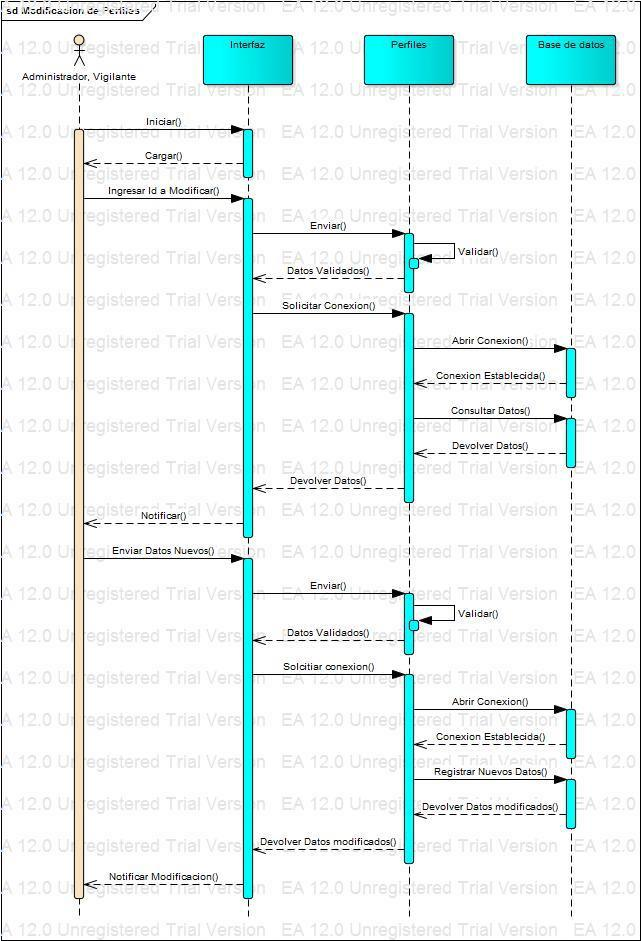 sd Modificacion de Perfiles
Interfaz
Perfiles
Base de datos
Administrador, Vigilante
Iniciar()
Cargar()
Ingresar Id a Modificar()
Enviar()
Validar()
Datos Validados()
Solicitar Conexion()
Abrir Conexion()
Conexion Establecida()
Consultar Datos()
Devolver Datos()
Devolver Datos()
Notificar()
Enviar Datos Nuevos()
Enviar()
Validar()
Datos Validados()
Solcitiar conexion()
Abrir Conexion()
Conexion Establecida()
Registrar Nuevos Datos()
Devolver Datos modificados()
Devolver Datos modificados()
Notificar Modificacion()
EA 12.0 Unregistered Trial Version